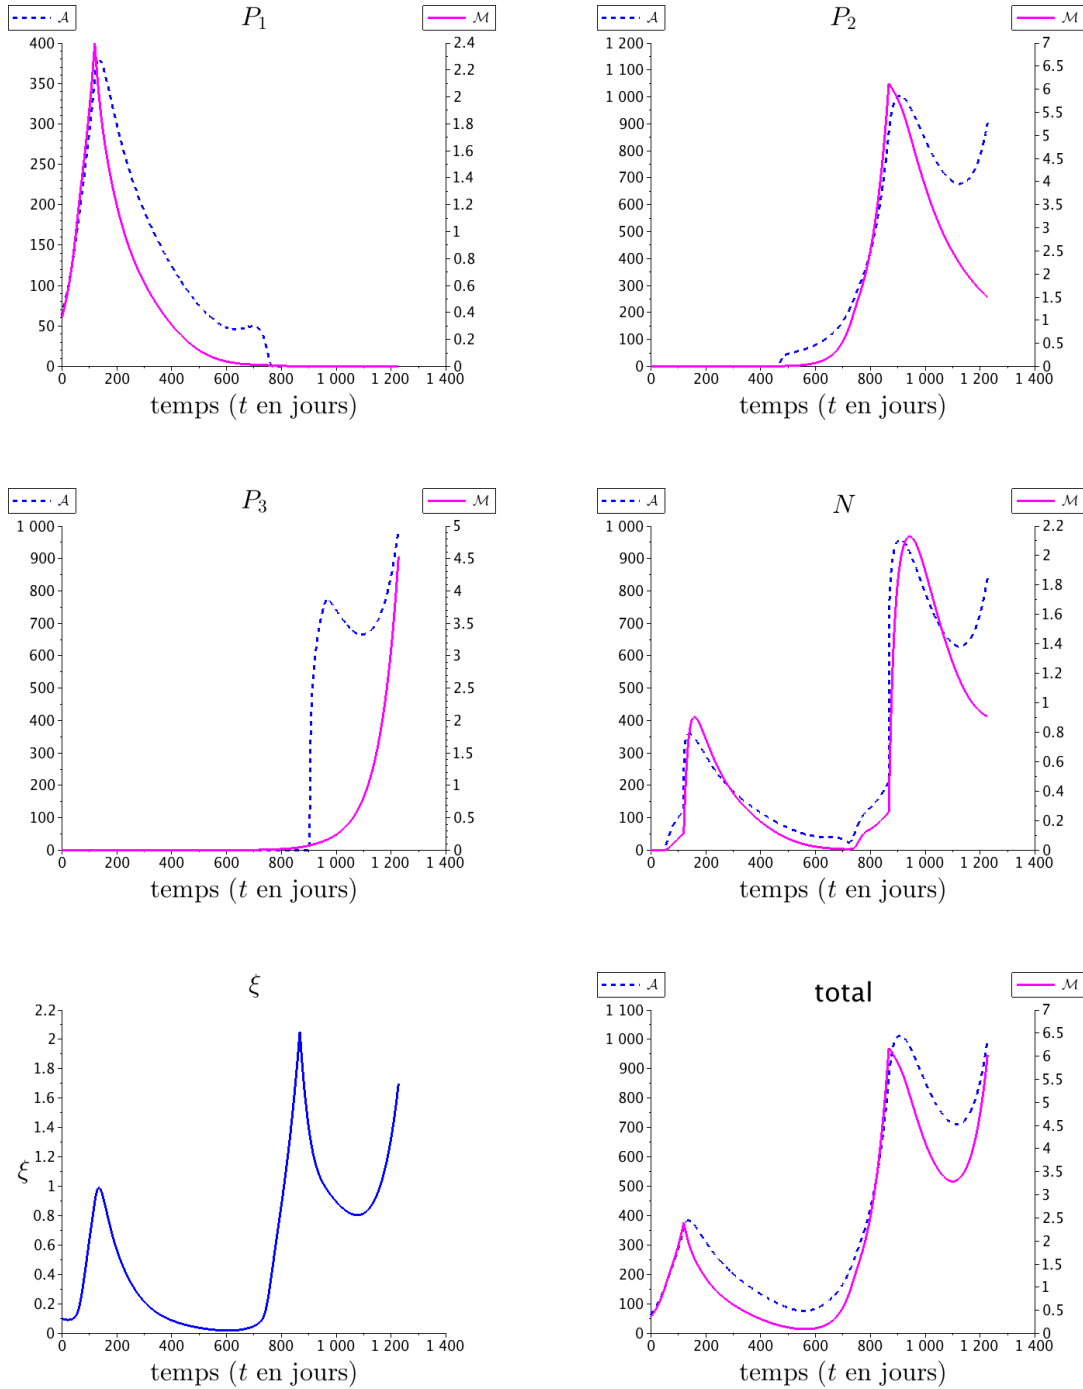 𝒜 P₁ ℳ
400 2.4
2.2
350 2
300 1.8
1.6
250 1.4
200 1.2
150 1
0.8
100 0.6
50 0.4
0.2
0 0
0 200 400 600 800 1 000 1 200 1 400
temps (t en jours)
𝒜 P₂ ℳ
1 200 7
1 100 6.5
1 000 6
900 5.5
800 5
4.5
700 4
600 3.5
500 3
400 2.5
300 2
1.5
200 1
100 0.5
0 0
0 200 400 600 800 1 000 1 200 1 400
temps (t en jours)
𝒜 P₃ ℳ
1 000 5
900 4.5
800 4
700 3.5
600 3
500 2.5
400 2
300 1.5
200 1
100 0.5
0 0
0 200 400 600 800 1 000 1 200 1 400
temps (t en jours)
𝒜 N ℳ
1 000 2.2
900 2
800 1.8
700 1.6
600 1.4
1.2
500 1
400 0.8
300 0.6
200 0.4
100 0.2
0 0
0 200 400 600 800 1 000 1 200 1 400
temps (t en jours)
ξ
2.2
2
1.8
1.6
1.4
1.2
ξ 1
0.8
0.6
0.4
0.2
0
0 200 400 600 800 1 000 1 200 1 400
temps (t en jours)
𝒜 total ℳ
1 100 7
1 000 6.5
900 6
5.5
800 5
700 4.5
600 4
500 3.5
3
400 2.5
300 2
200 1.5
1
100 0.5
0 0
0 200 400 600 800 1 000 1 200 1 400
temps (t en jours)